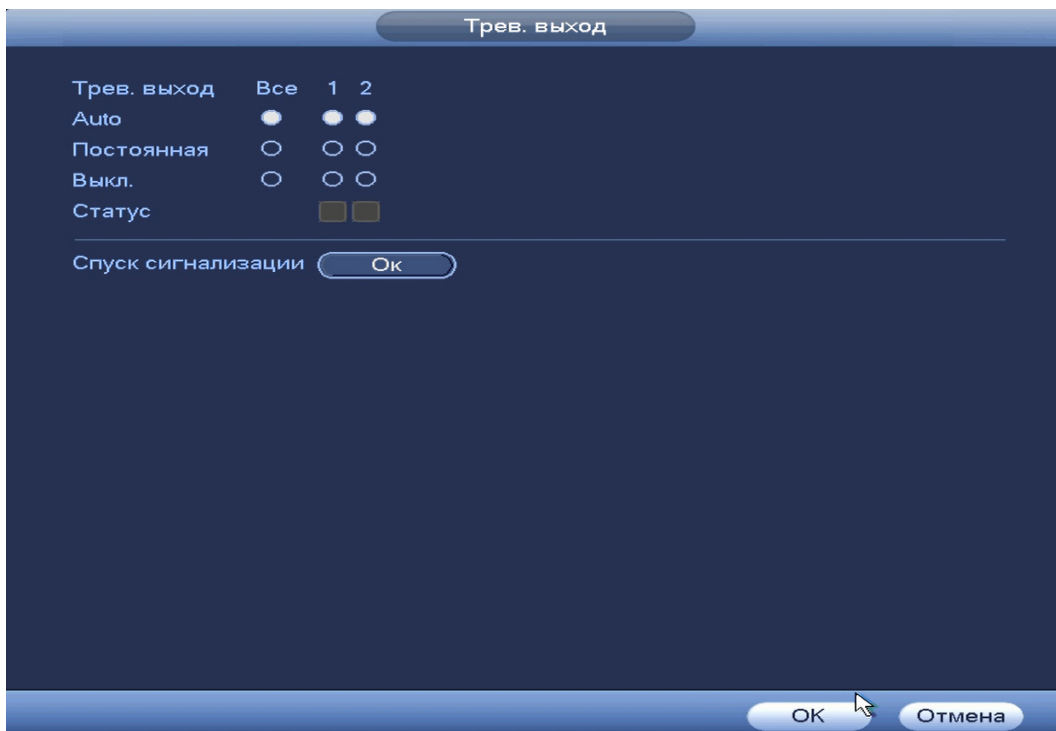 Трев. выход
Трев. выход Все 1 2
Auto
Постоянная
Выкл.
Статус
Спуск сигнализации Ок
OK Отмена